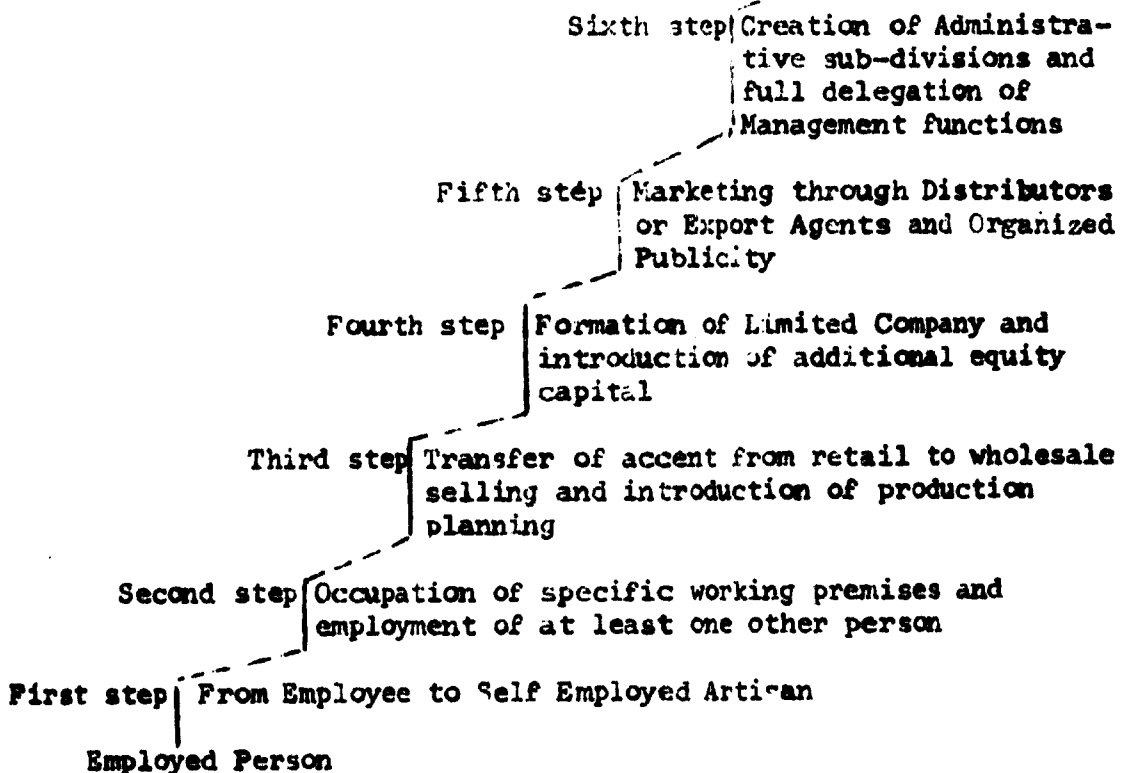 Sixth step Creation of Administra-
tive sub-divisions and
full delegation of
Management functions
Fifth step Marketing through Distributors
or Export Agents and Organized
Publicity
Fourth step Formation of Limited Company and
introduction of additional equity
capital
Third step Transfer of accent from retail to wholesale
selling and introduction of production
planning
Second step Occupation of specific working premises and
employment of at least one other person
First step From Employee to Self Employed Artisan
Employed Person